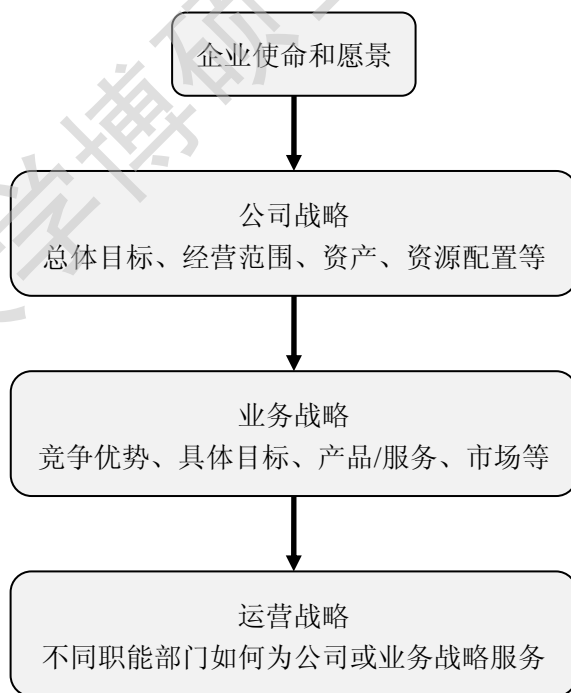 企业使命和愿景
公司战略
总体目标、经营范围、资产、资源配置等
业务战略
竞争优势、具体目标、产品/服务、市场等
运营战略
不同职能部门如何为公司或业务战略服务
学博硕